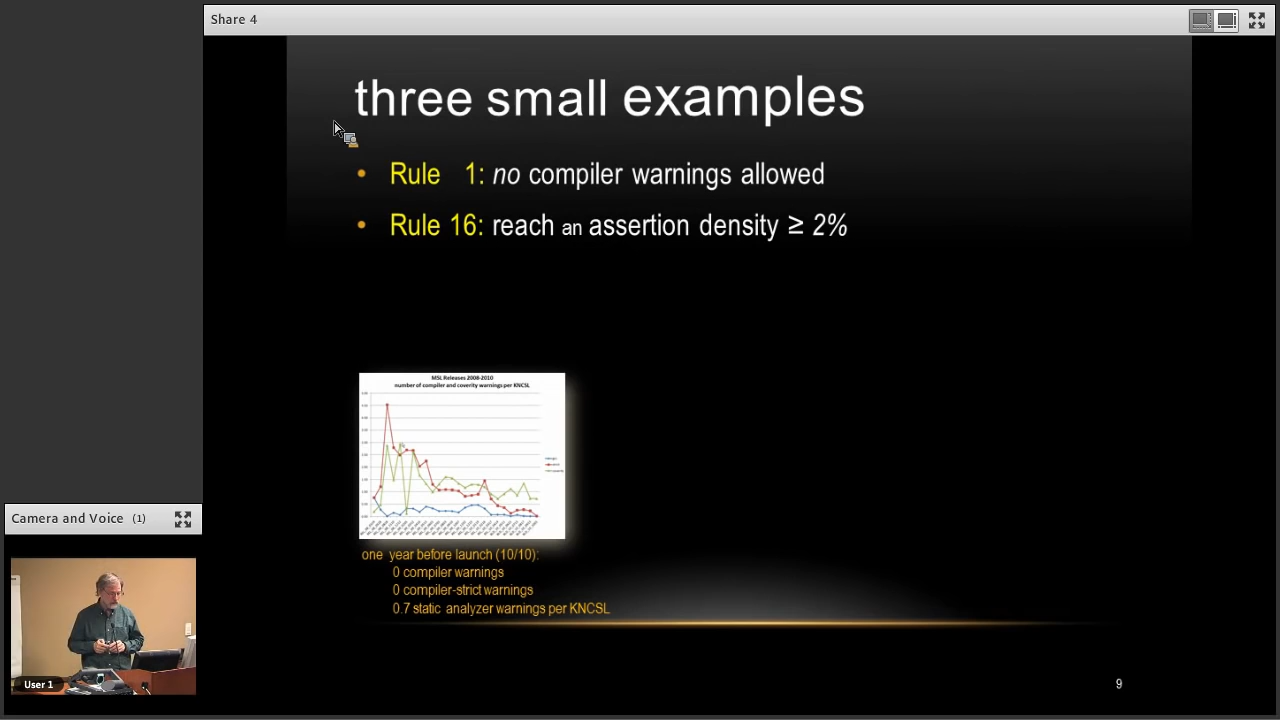 Share 4
three small examples
• Rule 1: no compiler warnings allowed
• Rule 16: reach an assertion density ≥ 2%
MSL Releases 2008-2010
number of compiler and coverity warnings per KNCSL
one year before launch (10/10):
0 compiler warnings
0 compiler-strict warnings
0.7 static analyzer warnings per KNCSL
Camera and Voice (1)
User 1
9